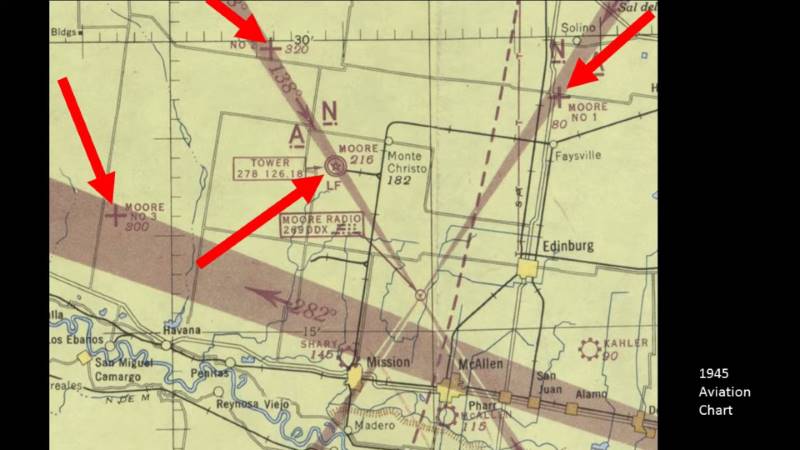 Bldgs
NO
320
30'
138°
Sal del
Solino
N
A
MOORE
NO 1
80
N
A
MOORE
216
TOWER
278 126.18
LF
Monte
Christo
182
Faysville
MOORE
NO 3
300
MOORE RADIO
269 DDX
Edinburg
282°
15'
Havana
Los Ebanos
San Miguel
Camargo
Penitas
SHARY
145
Mission
McALLEN
KAHLER
90
San
Juan
Alamo
Reynosa Viejo
N DE M
Pharr
McALLEN
115
Madero
1945
Aviation
Chart